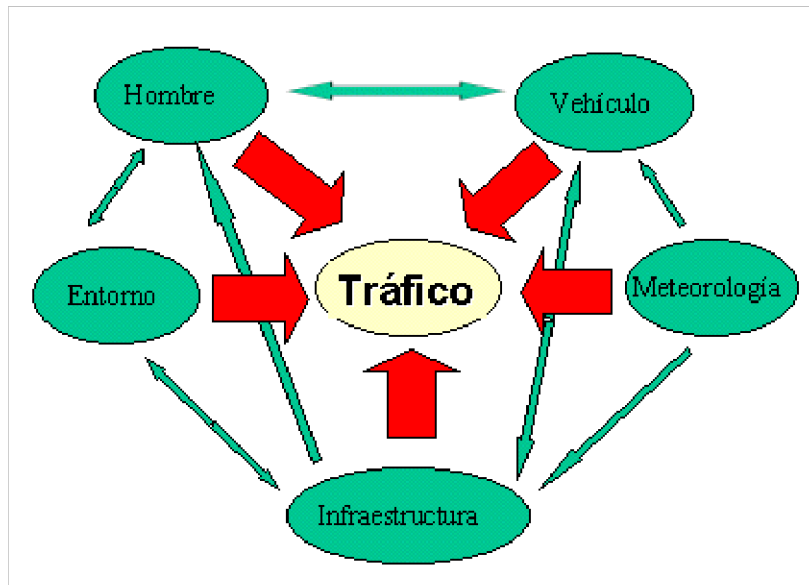 Hombre
Vehículo
Entorno
Tráfico
Meteorología
Infraestructura